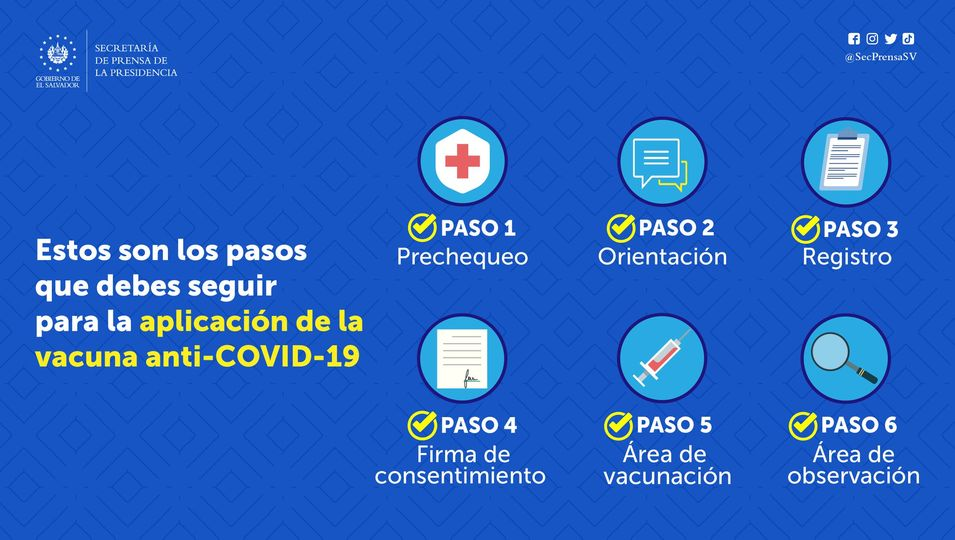 GOBIERNO DE
EL SALVADOR
SECRETARÍA
DE PRENSA DE
LA PRESIDENCIA
@SecPrensaSV
Estos son los pasos
que debes seguir
para la aplicación de la
vacuna anti-COVID-19
PASO 1
Prechequeo
PASO 2
Orientación
PASO 3
Registro
PASO 4
Firma de
consentimiento
PASO 5
Área de
vacunación
PASO 6
Área de
observación